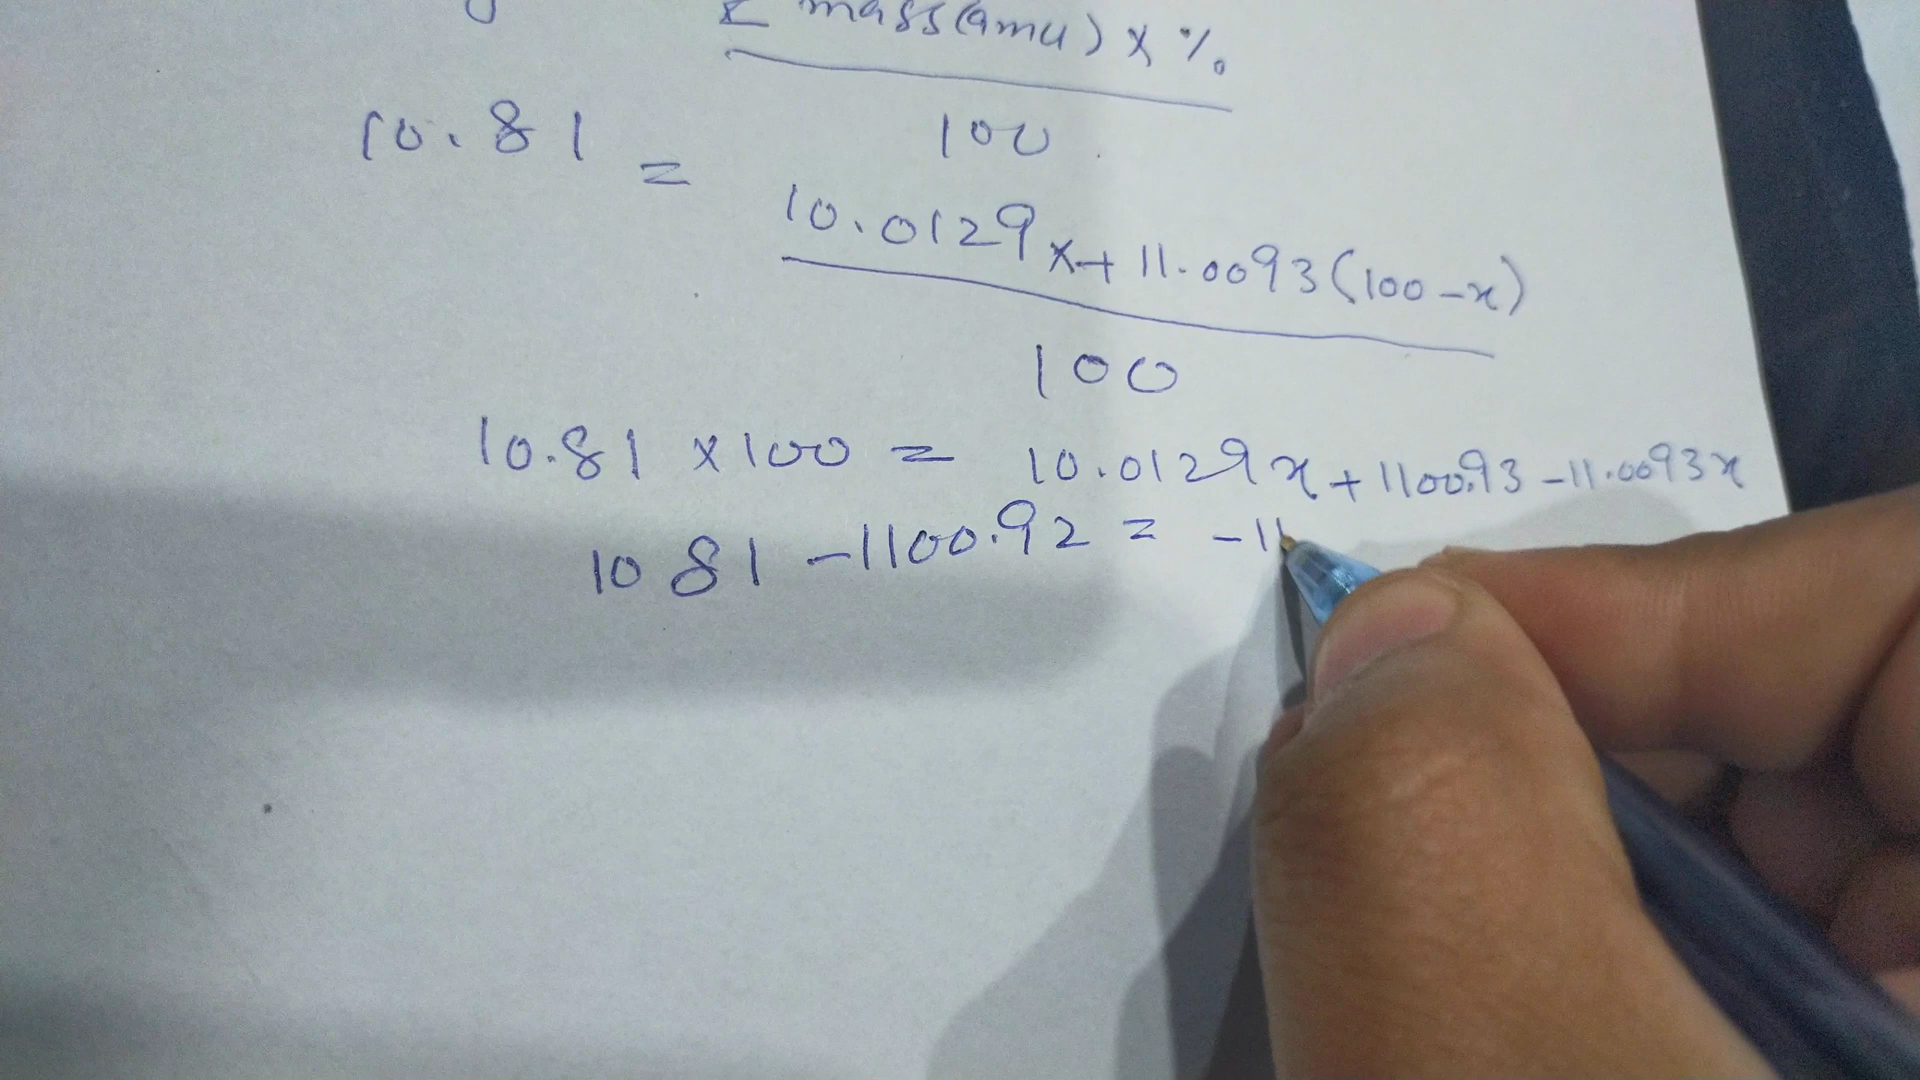 Σ mass(amu) x %
100
10.81 =
10.0129x+11.0093(100-x)
100
10.81 x100 = 10.0129x+1100.93-11.0093x
1081-1100.92 = -11